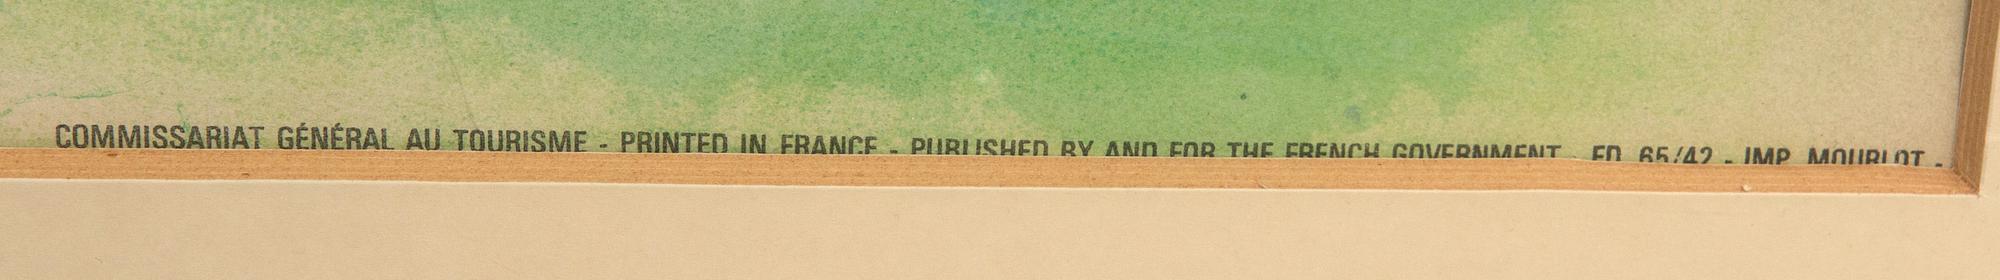 COMMISSARIAT GÉNÉRAL AU TOURISME - PRINTED IN FRANCE - PUBLISHED BY AND FOR THE FRENCH GOVERNMENT ED. 65/42 - IMP. MOURLOT -